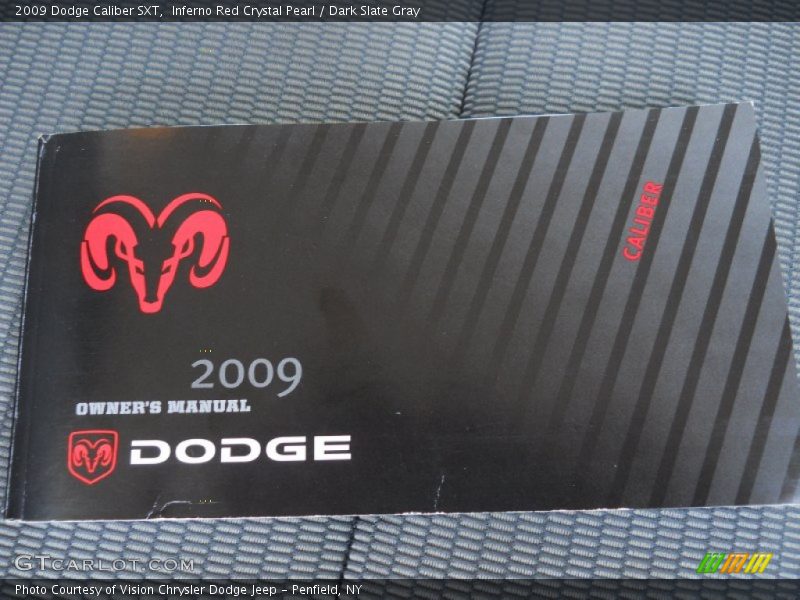 2009 Dodge Caliber SXT,  Inferno Red Crystal Pearl / Dark Slate Gray
CALIBER
2009
OWNER'S MANUAL
DODGE
GTCarLot.com
Photo Courtesy of Vision Chrysler Dodge Jeep - Penfield, NY